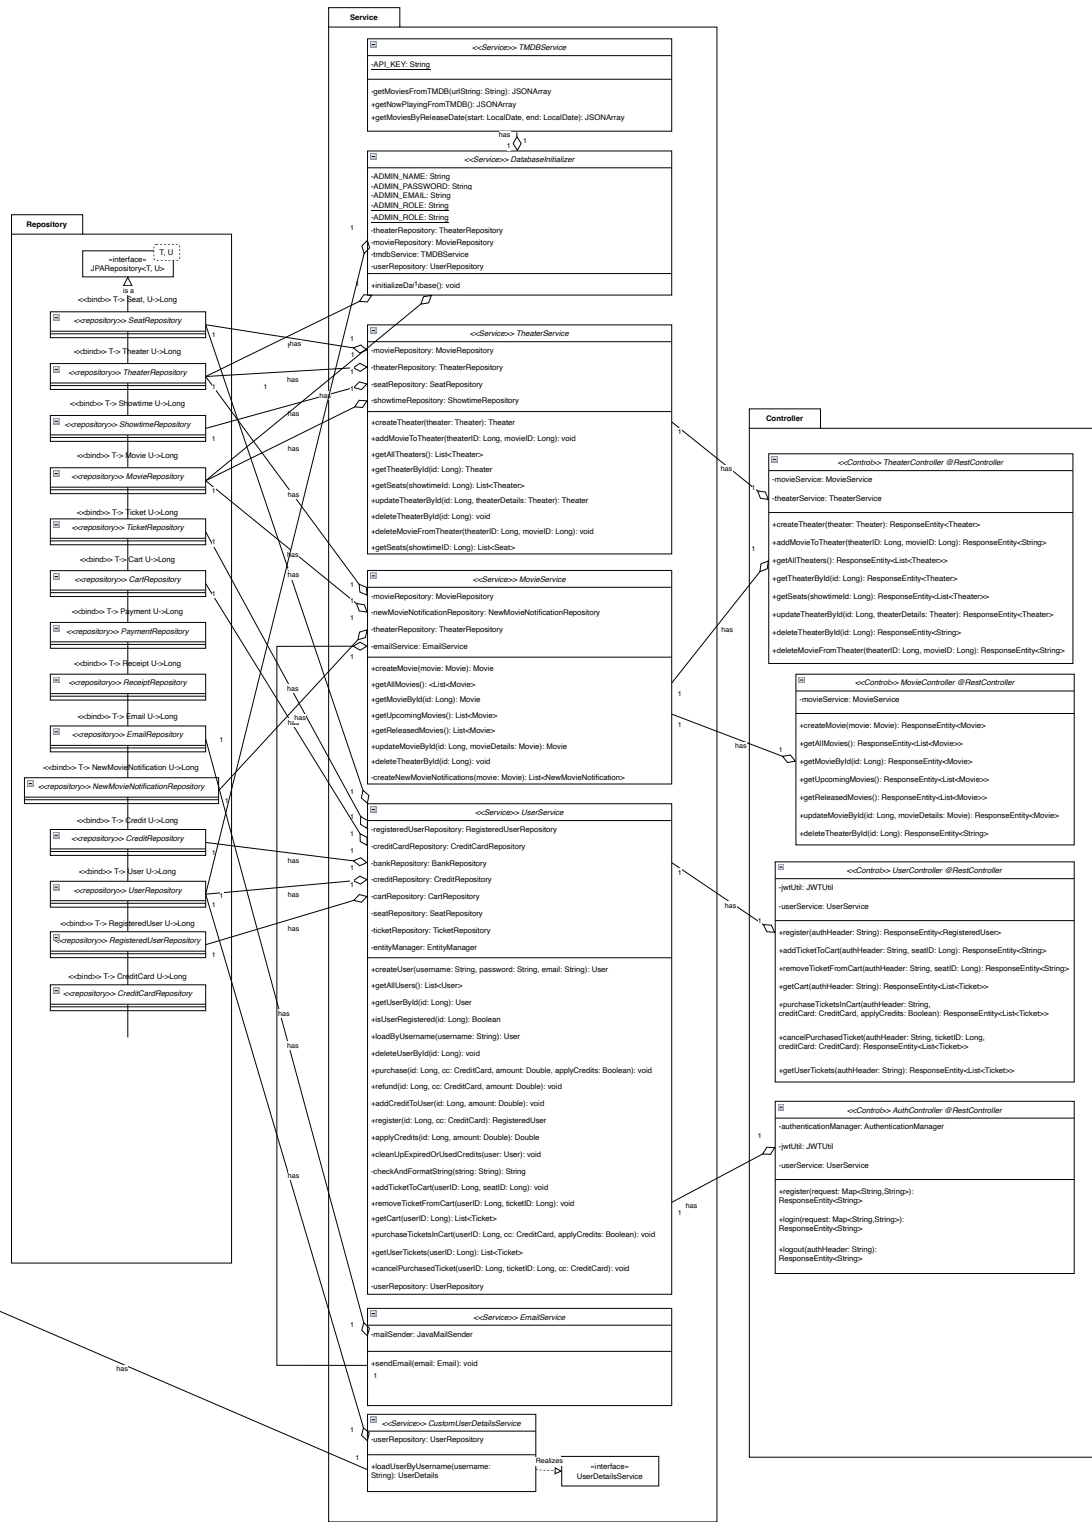 Repository
«interface»
JPARepository<T, U>
T, U
is a
<<bind>> T-> Seat, U->Long
<<repository>> SeatRepository
<<bind>> T-> Theater U->Long
<<repository>> TheaterRepository
<<bind>> T-> Showtime U->Long
<<repository>> ShowtimeRepository
<<bind>> T-> Movie U->Long
<<repository>> MovieRepository
<<bind>> T-> Ticket U->Long
<<repository>> TicketRepository
<<bind>> T-> Cart U->Long
<<repository>> CartRepository
<<bind>> T-> Payment U->Long
<<repository>> PaymentRepository
<<bind>> T-> Receipt U->Long
<<repository>> ReceiptRepository
<<bind>> T-> Email U->Long
<<repository>> EmailRepository
<<bind>> T-> NewMovieNotification U->Long
<<repository>> NewMovieNotificationRepository
<<bind>> T-> Credit U->Long
<<repository>> CreditRepository
<<bind>> T-> User U->Long
<<repository>> UserRepository
<<bind>> T-> RegisteredUser U->Long
<<repository>> RegisteredUserRepository
<<bind>> T-> CreditCard U->Long
<<repository>> CreditCardRepository
Service
<<Service>> TMDBService
-API_KEY: String
-getMoviesFromTMDB(urlString: String): JSONArray
+getNowPlayingFromTMDB(): JSONArray
+getMoviesByReleaseDate(start: LocalDate, end: LocalDate): JSONArray
has
1
1
<<Service>> DatabaseInitializer
-ADMIN_NAME: String
-ADMIN_PASSWORD: String
-ADMIN_EMAIL: String
-ADMIN_ROLE: String
-ADMIN_ROLE: String
-theaterRepository: TheaterRepository
-movieRepository: MovieRepository
-tmdbService: TMDBService
-userRepository: UserRepository
+initializeDatabase(): void
<<Service>> TheaterService
-movieRepository: MovieRepository
-theaterRepository: TheaterRepository
-seatRepository: SeatRepository
-showtimeRepository: ShowtimeRepository
+createTheater(theater: Theater): Theater
+addMovieToTheater(theaterID: Long, movieID: Long): void
+getAllTheaters(): List<Theater>
+getTheaterById(id: Long): Theater
+getSeats(showtimeId: Long): List<Theater>
+updateTheaterById(id: Long, theaterDetails: Theater): Theater
+deleteTheaterById(id: Long): void
+deleteMovieFromTheater(theaterID: Long, movieID: Long): void
+getSeats(showtimeID: Long): List<Seat>
<<Service>> MovieService
-movieRepository: MovieRepository
-newMovieNotificationRepository: NewMovieNotificationRepository
-theaterRepository: TheaterRepository
-emailService: EmailService
+createMovie(movie: Movie): Movie
+getAllMovies(): <List<Movie>
+getMovieById(id: Long): Movie
+getUpcomingMovies(): List<Movie>
+getReleasedMovies(): List<Movie>
+updateMovieById(id: Long, movieDetails: Movie): Movie
+deleteTheaterById(id: Long): void
-createNewMovieNotifications(movie: Movie): List<NewMovieNotification>
<<Service>> UserService
-registeredUserRepository: RegisteredUserRepository
-creditCardRepository: CreditCardRepository
-bankRepository: BankRepository
-creditRepository: CreditRepository
-cartRepository: CartRepository
-seatRepository: SeatRepository
-ticketRepository: TicketRepository
-entityManager: EntityManager
+createUser(username: String, password: String, email: String): User
+getAllUsers(): List<User>
+getUserById(id: Long): User
+isUserRegistered(id: Long): Boolean
+loadByUsername(username: String): User
+deleteUserById(id: Long): void
+purchase(id: Long, cc: CreditCard, amount: Double, applyCredits: Boolean): void
+refund(id: Long, cc: CreditCard, amount: Double): void
+addCreditToUser(id: Long, amount: Double): void
+register(id: Long, cc: CreditCard): RegisteredUser
+applyCredits(id: Long, amount: Double): Double
+cleanUpExpiredOrUsedCredits(user: User): void
-checkAndFormatString(string: String): String
+addTicketToCart(userID: Long, seatID: Long): void
+removeTicketFromCart(userID: Long, ticketID: Long): void
+getCart(userID: Long): List<Ticket>
+purchaseTicketsInCart(userID: Long, cc: CreditCard, applyCredits: Boolean): void
+getUserTickets(userID: Long): List<Ticket>
+cancelPurchasedTicket(userID: Long, ticketID: Long, cc: CreditCard): void
-userRepository: UserRepository
<<Service>> EmailService
-mailSender: JavaMailSender
+sendEmail(email: Email): void
1
<<Service>> CustomUserDetailsService
-userRepository: UserRepository
+loadUserByUsername(username:
String): UserDetails
Realizes
«interface»
UserDetailsService
has
Controller
<<Control>> TheaterController @RestController
-movieService: MovieService
-theaterService: TheaterService
+createTheater(theater: Theater): ResponseEntity<Theater>
+addMovieToTheater(theaterID: Long, movieID: Long): ResponseEntity<String>
+getAllTheaters(): ResponseEntity<List<Theater>>
+getTheaterById(id: Long): ResponseEntity<Theater>
+getSeats(showtimeId: Long): ResponseEntity<List<Theater>>
+updateTheaterById(id: Long, theaterDetails: Theater): ResponseEntity<Theater>
+deleteTheaterById(id: Long): ResponseEntity<String>
+deleteMovieFromTheater(theaterID: Long, movieID: Long): ResponseEntity<String>
<<Control>> MovieController @RestController
-movieService: MovieService
+createMovie(movie: Movie): ResponseEntity<Movie>
+getAllMovies(): ResponseEntity<List<Movie>>
+getMovieById(id: Long): ResponseEntity<Movie>
+getUpcomingMovies(): ResponseEntity<List<Movie>>
+getReleasedMovies(): ResponseEntity<List<Movie>>
+updateMovieById(id: Long, movieDetails: Movie): ResponseEntity<Movie>
+deleteTheaterById(id: Long): ResponseEntity<String>
<<Control>> UserController @RestController
-jwtUtil: JWTUtil
-userService: UserService
+register(authHeader: String): ResponseEntity<RegisteredUser>
+addTicketToCart(authHeader: String, seatID: Long): ResponseEntity<String>
+removeTicketFromCart(authHeader: String, seatID: Long): ResponseEntity<String>
+getCart(authHeader: String): ResponseEntity<List<Ticket>>
+purchaseTicketsInCart(authHeader: String,
creditCard: CreditCard, applyCredits: Boolean): ResponseEntity<List<Ticket>>
+cancelPurchasedTicket(authHeader: String, ticketID: Long,
creditCard: CreditCard): ResponseEntity<List<Ticket>>
+getUserTickets(authHeader: String): ResponseEntity<List<Ticket>>
<<Control>> AuthController @RestController
-authenticationManager: AuthenticationManager
-jwtUtil: JWTUtil
-userService: UserService
+register(request: Map<String,String>):
ResponseEntity<String>
+login(request: Map<String,String>):
ResponseEntity<String>
+logout(authHeader: String):
ResponseEntity<String>